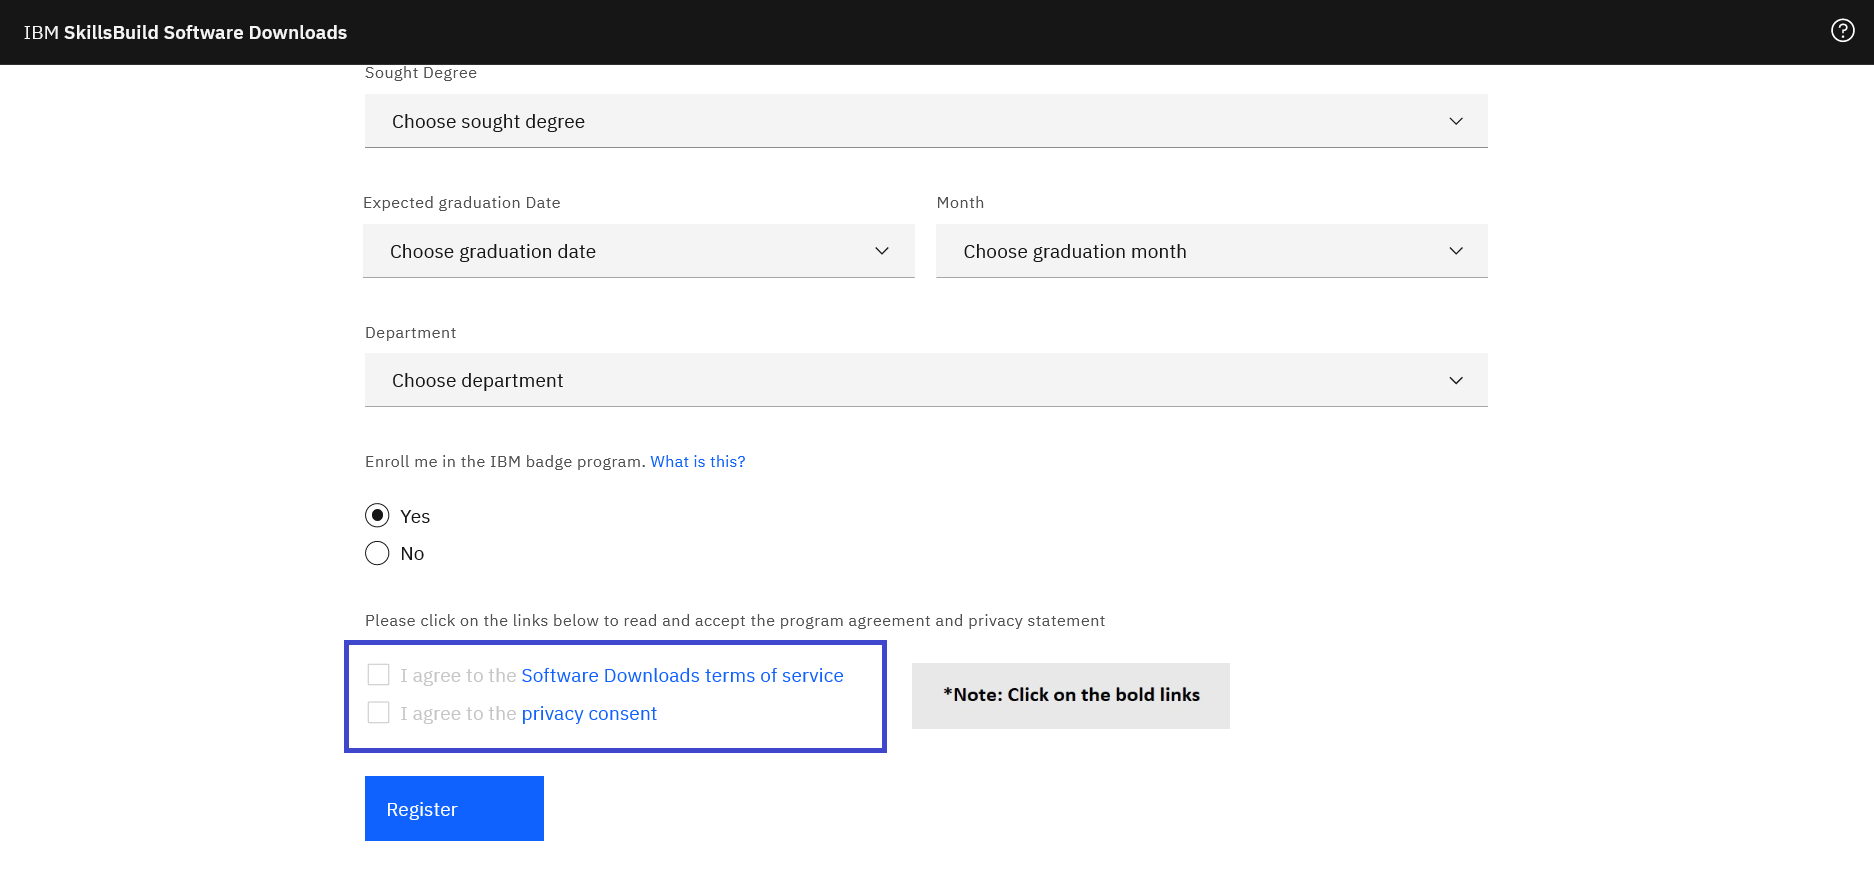 IBM SkillsBuild Software Downloads
Sought Degree
Choose sought degree
Expected graduation Date
Month
Choose graduation date
Choose graduation month
Department
Choose department
Enroll me in the IBM badge program. What is this?
Yes
No
Please click on the links below to read and accept the program agreement and privacy statement
I agree to the Software Downloads terms of service
I agree to the privacy consent
*Note: Click on the bold links
Register